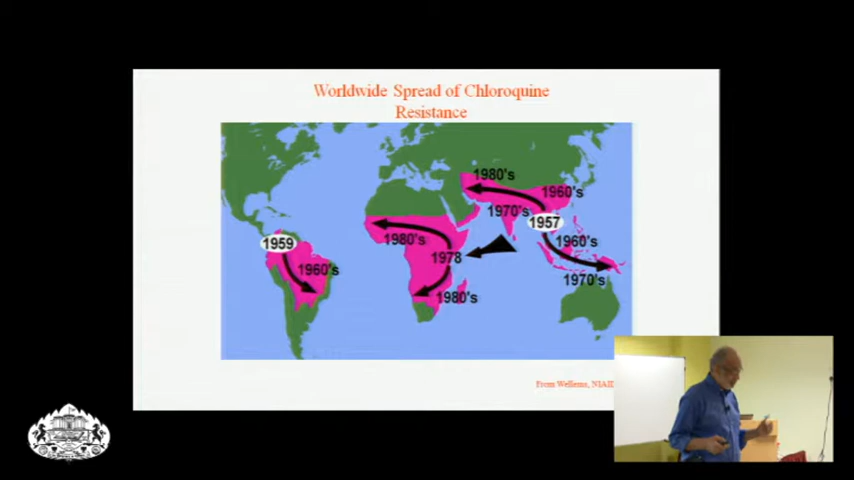 Worldwide Spread of Chloroquine
Resistance
1980's
1960's
1970's
1957
1959
1980's
1960's
1978
1960's
1970's
1980's
From Wellems, NIAID